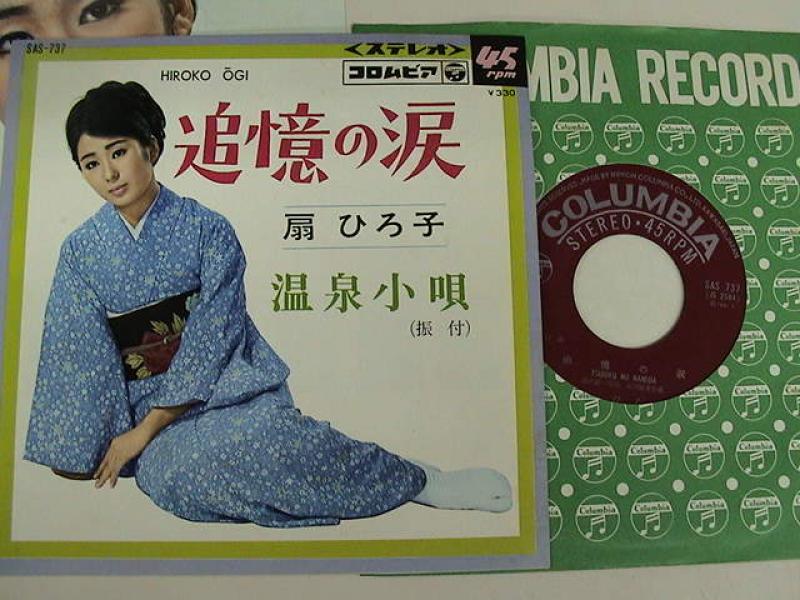 SAS-737
<ステレオ>
コロムビア
45
rpm
¥330
HIROKO ŌGI
追憶の涙
扇 ひろ子
温泉小唄
(振付)
MBIA RECORD
COLUMBIA
STEREO·45RPM
SAS 737
TSUIOKU NO NAMIDA
Columbia